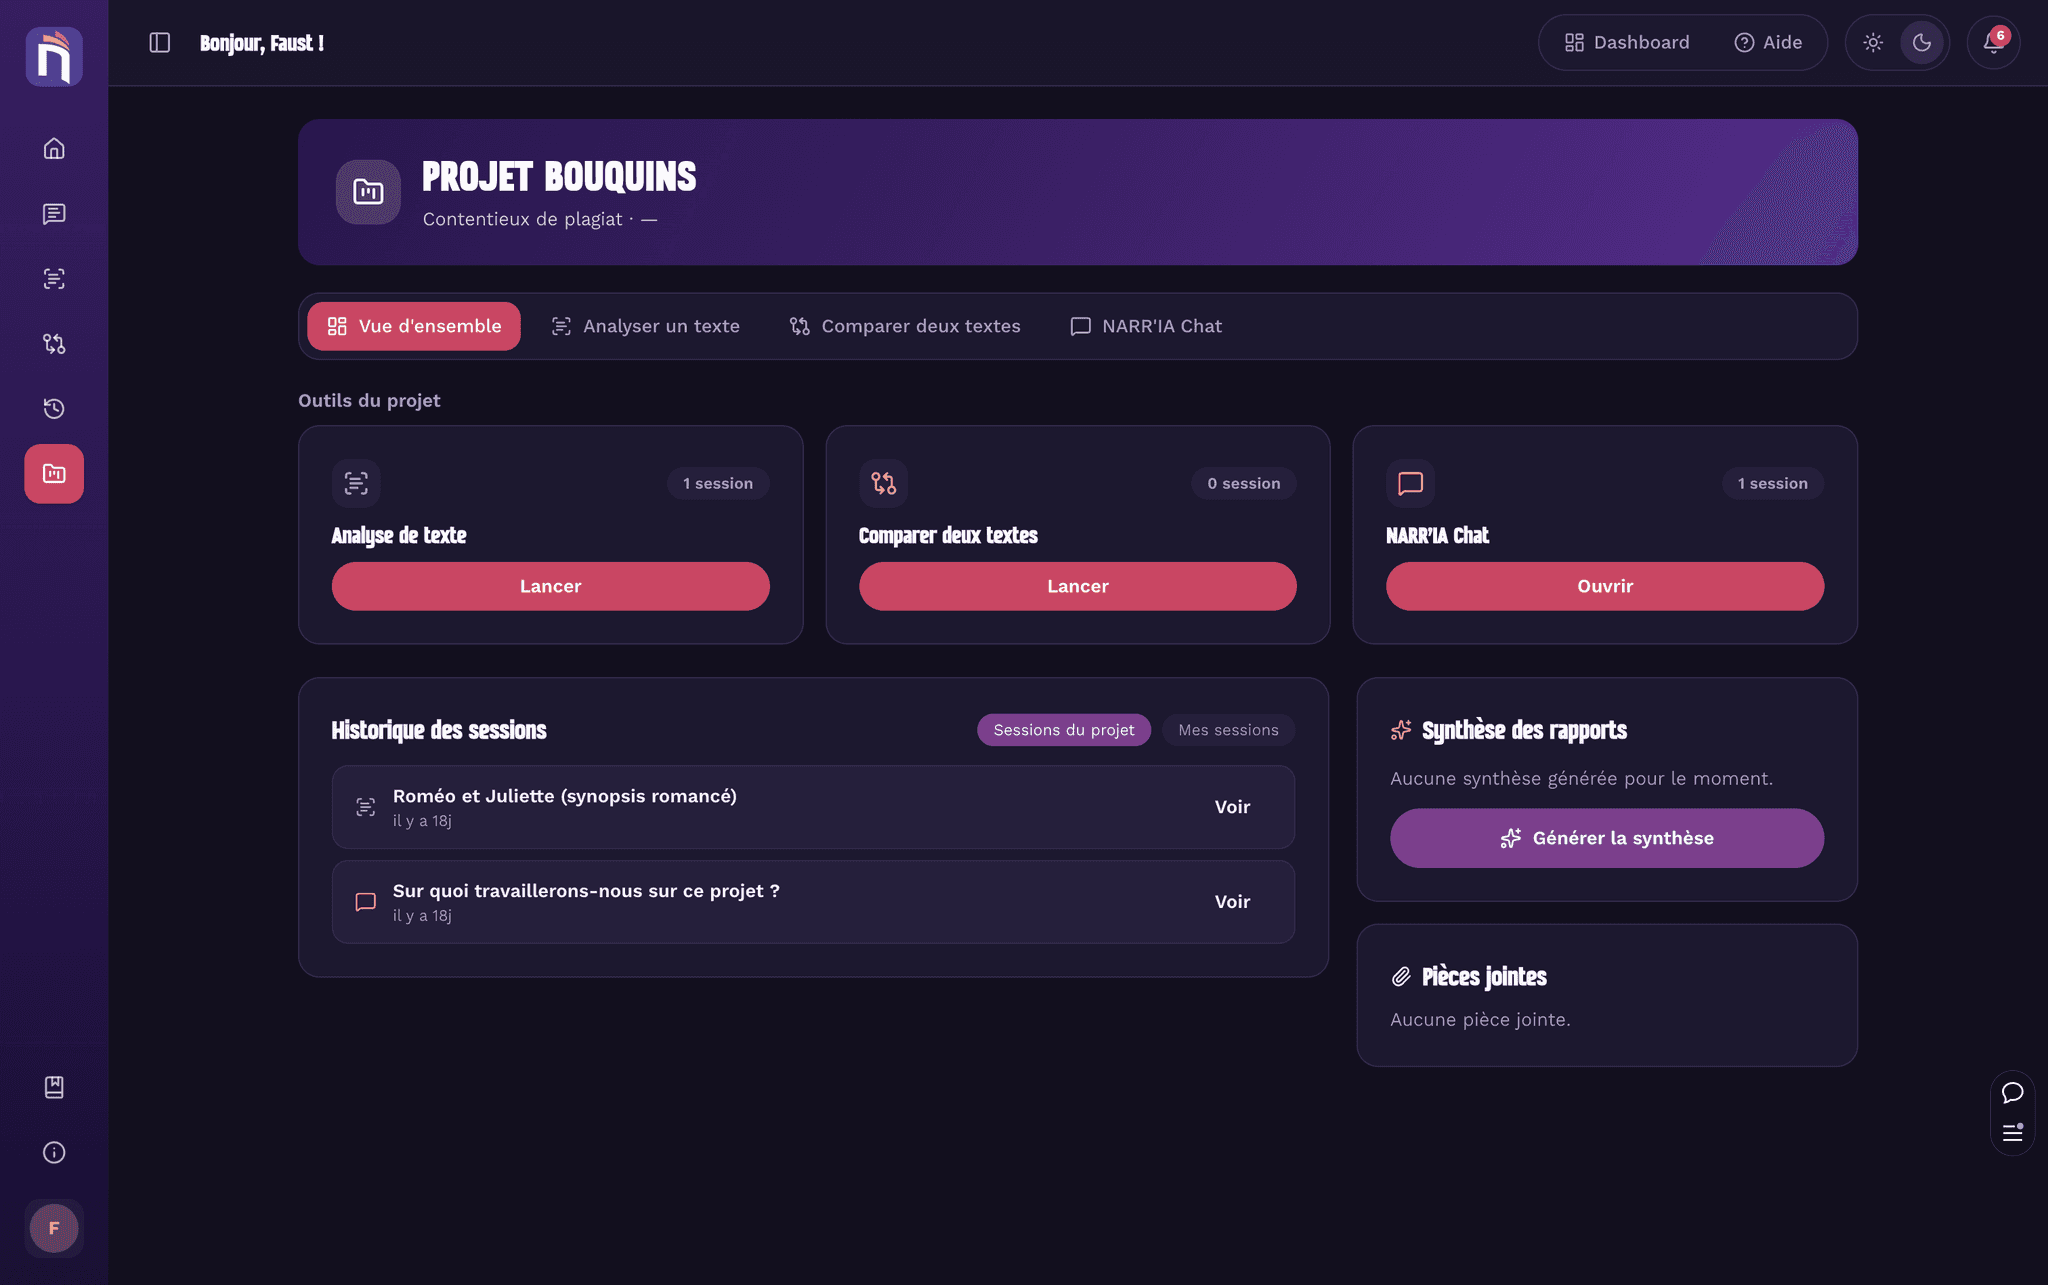 Bonjour, Faust !
Dashboard
Aide
6
PROJET BOUQUINS
Contentieux de plagiat · —
Vue d'ensemble
Analyser un texte
Comparer deux textes
NARR'IA Chat
Outils du projet
1 session
Analyse de texte
Lancer
0 session
Comparer deux textes
Lancer
1 session
NARR'IA Chat
Ouvrir
Historique des sessions
Sessions du projet
Mes sessions
Roméo et Juliette (synopsis romancé)
il y a 18j
Voir
Sur quoi travaillerons-nous sur ce projet ?
il y a 18j
Voir
Synthèse des rapports
Aucune synthèse générée pour le moment.
Générer la synthèse
Pièces jointes
Aucune pièce jointe.
F